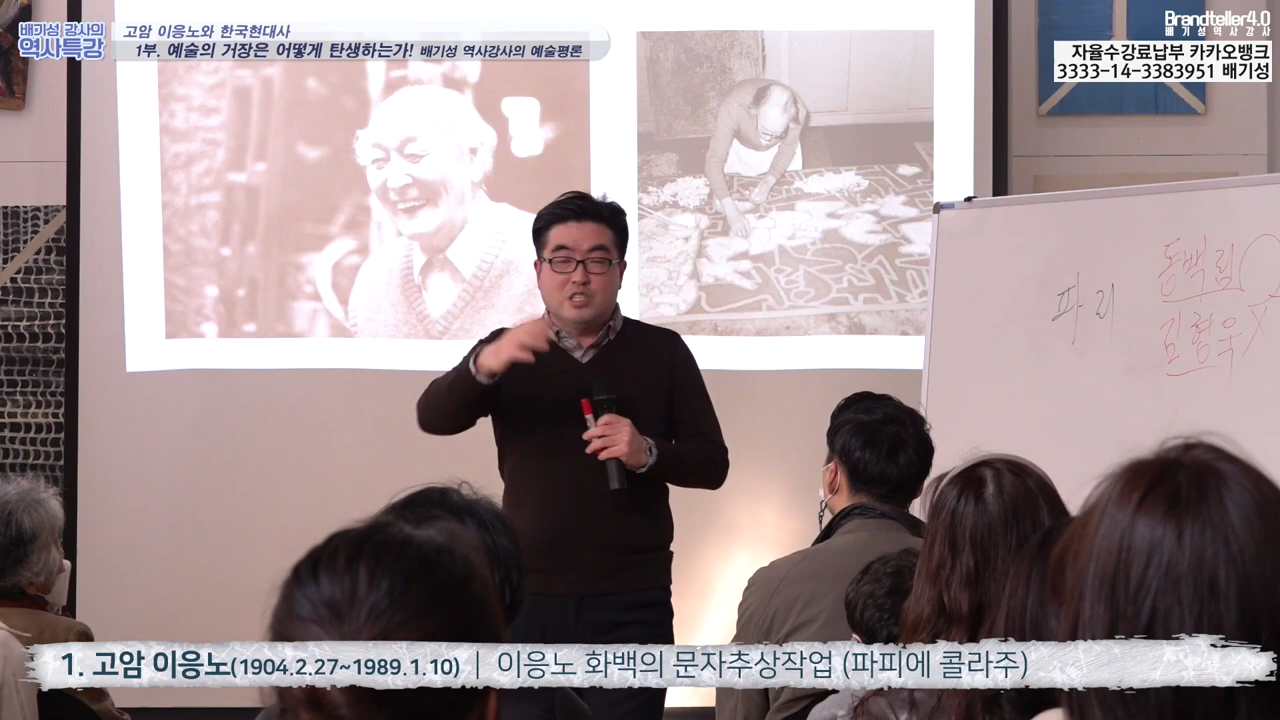 배기성 강사의
역사특강
고암 이응노와 한국현대사
1부. 예술의 거장은 어떻게 탄생하는가! 배기성 역사강사의 예술평론
Brandteller4.0
배기성역사강사
자율수강료납부 카카오뱅크
3333-14-3383951 배기성
파리
동백림
김형욱 X
1. 고암 이응노(1904.2.27~1989.1.10) | 이응노 화백의 문자추상작업 (파피에 콜라주)